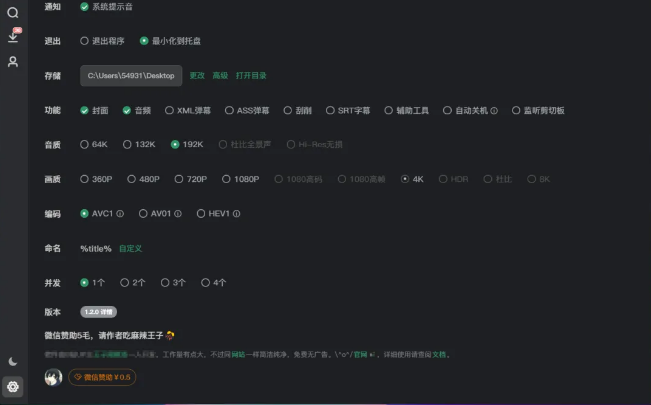 通知 系统提示音
退出 退出程序 最小化到托盘
存储 C:\Users\54931\Desktop 更改 高级 打开目录
功能 封面 音频 XML弹幕 ASS弹幕 刮削 SRT字幕 辅助工具 自动关机 监听剪切板
音质 64K 132K 192K 杜比全景声 Hi-Res无损
画质 360P 480P 720P 1080P 1080高码 1080高帧 4K HDR 杜比 8K
编码 AVC1 AV01 HEV1
命名 %title% 自定义
并发 1个 2个 3个 4个
版本 1.2.0 详情
微信赞助5毛，请作者吃麻辣王子
一人开发，工作量有点大，不过同网站一样简洁纯净，免费无广告。\^o^/官网，详细使用请查阅文档。
微信赞助 ¥ 0.5